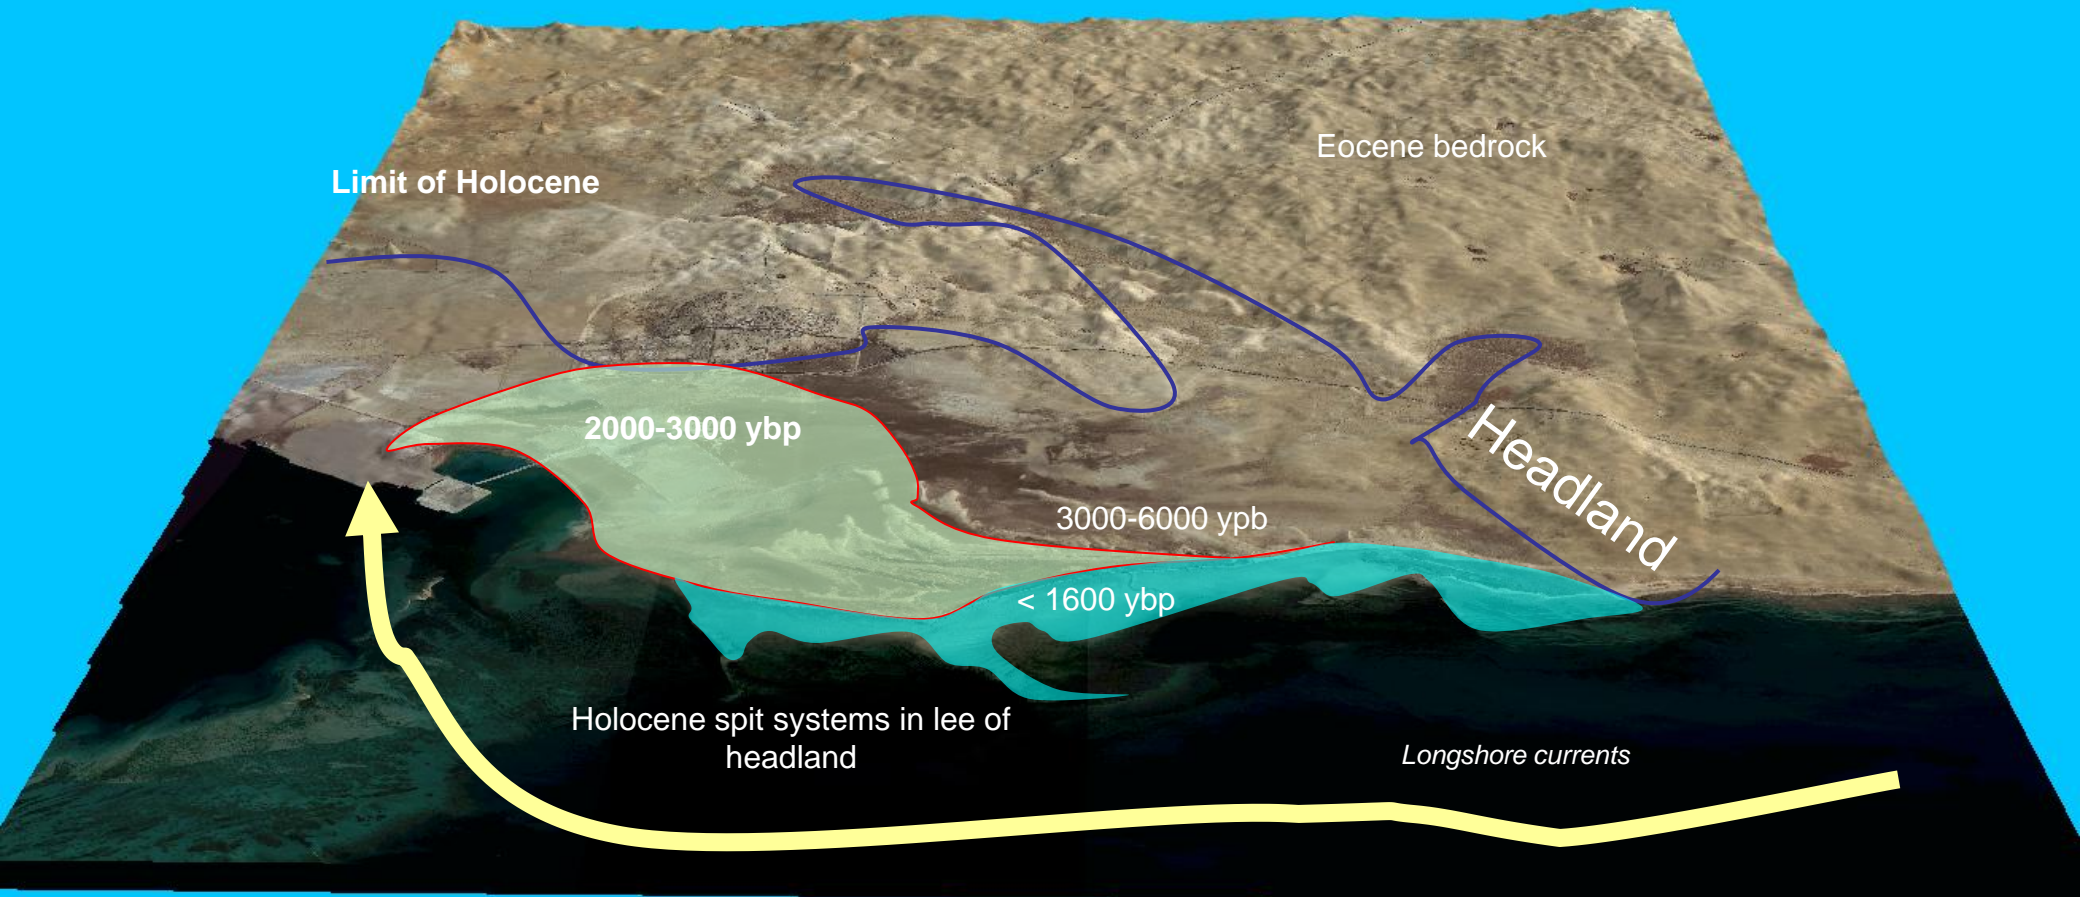 Eocene bedrock
Limit of Holocene
Headland
2000-3000 ybp
3000-6000 ypb
< 1600 ybp
Holocene spit systems in lee of
headland
Longshore currents